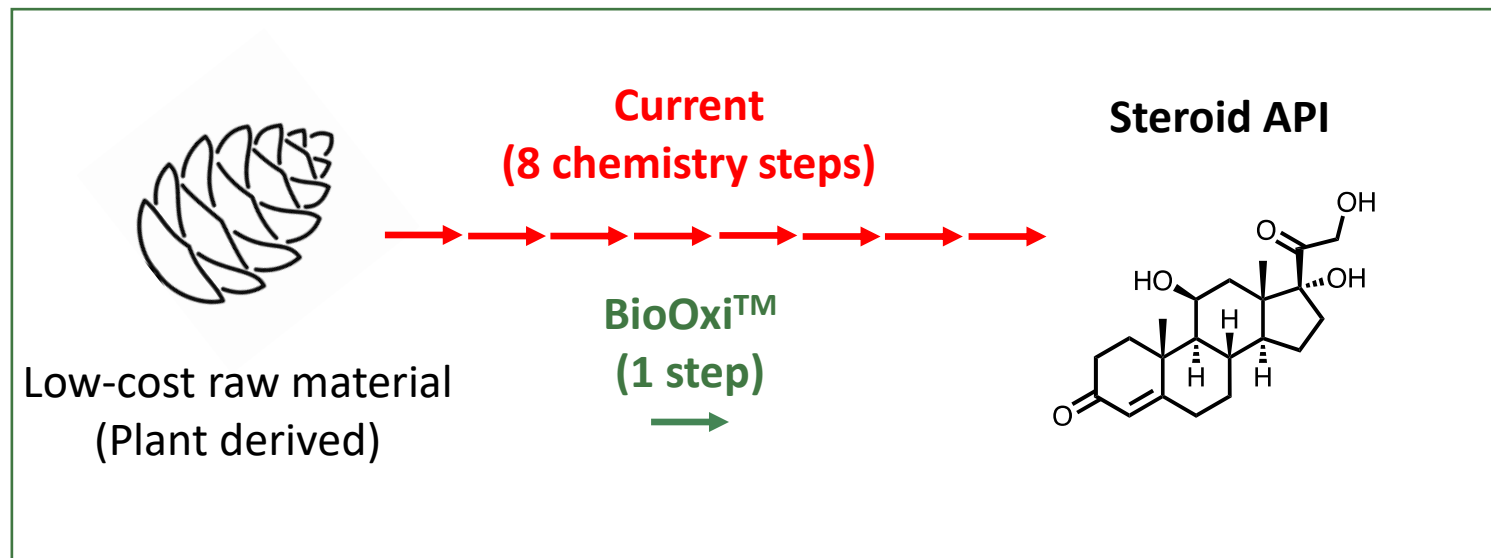 Current
(8 chemistry steps)
Steroid API
BioOxi™
(1 step)
Low-cost raw material
(Plant derived)
OH
O
HO
OH
H
H
H
O